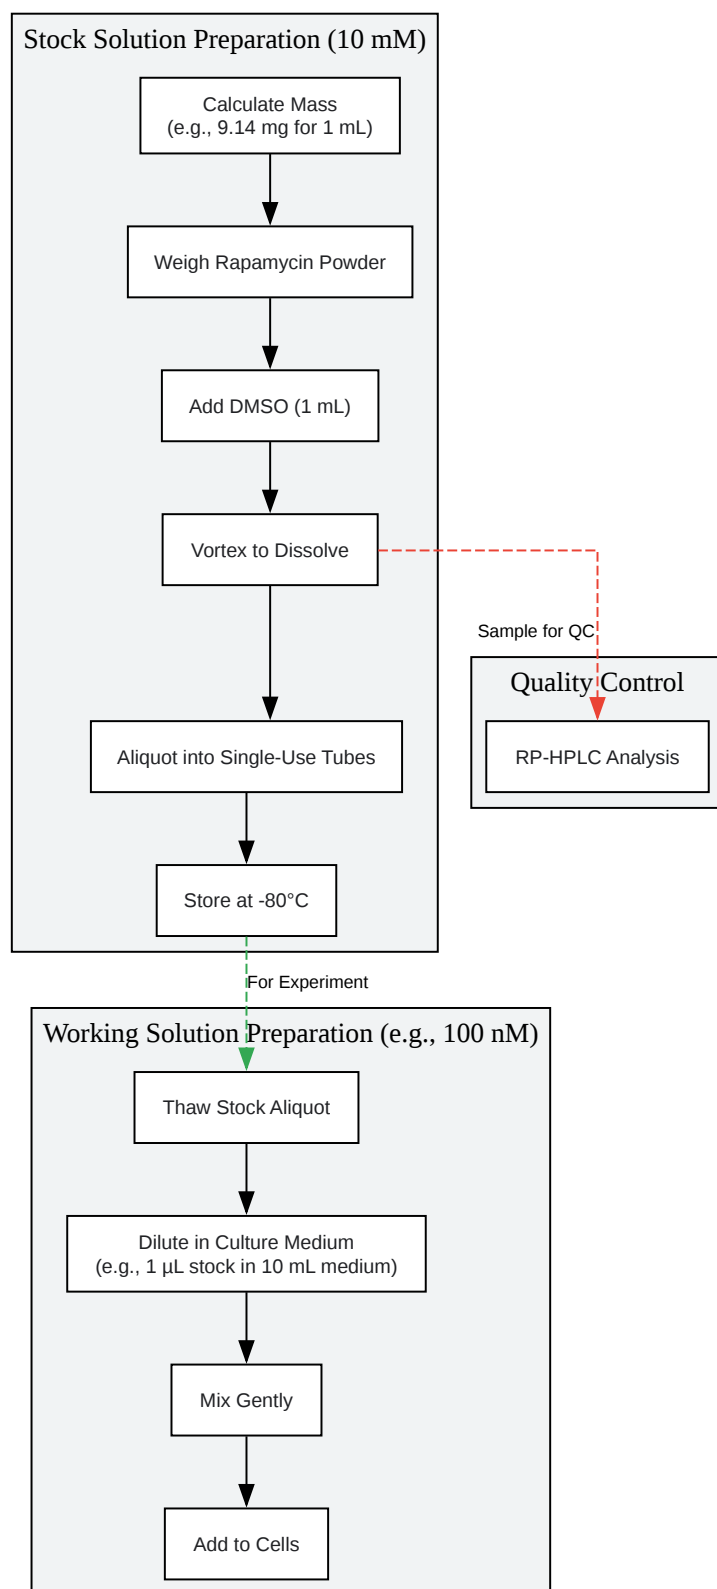 Stock Solution Preparation (10 mM)
Calculate Mass
(e.g., 9.14 mg for 1 mL)
Weigh Rapamycin Powder
Add DMSO (1 mL)
Vortex to Dissolve
Sample for QC
Quality Control
RP-HPLC Analysis
Aliquot into Single-Use Tubes
Store at -80°C
For Experiment
Working Solution Preparation (e.g., 100 nM)
Thaw Stock Aliquot
Dilute in Culture Medium
(e.g., 1 µL stock in 10 mL medium)
Mix Gently
Add to Cells